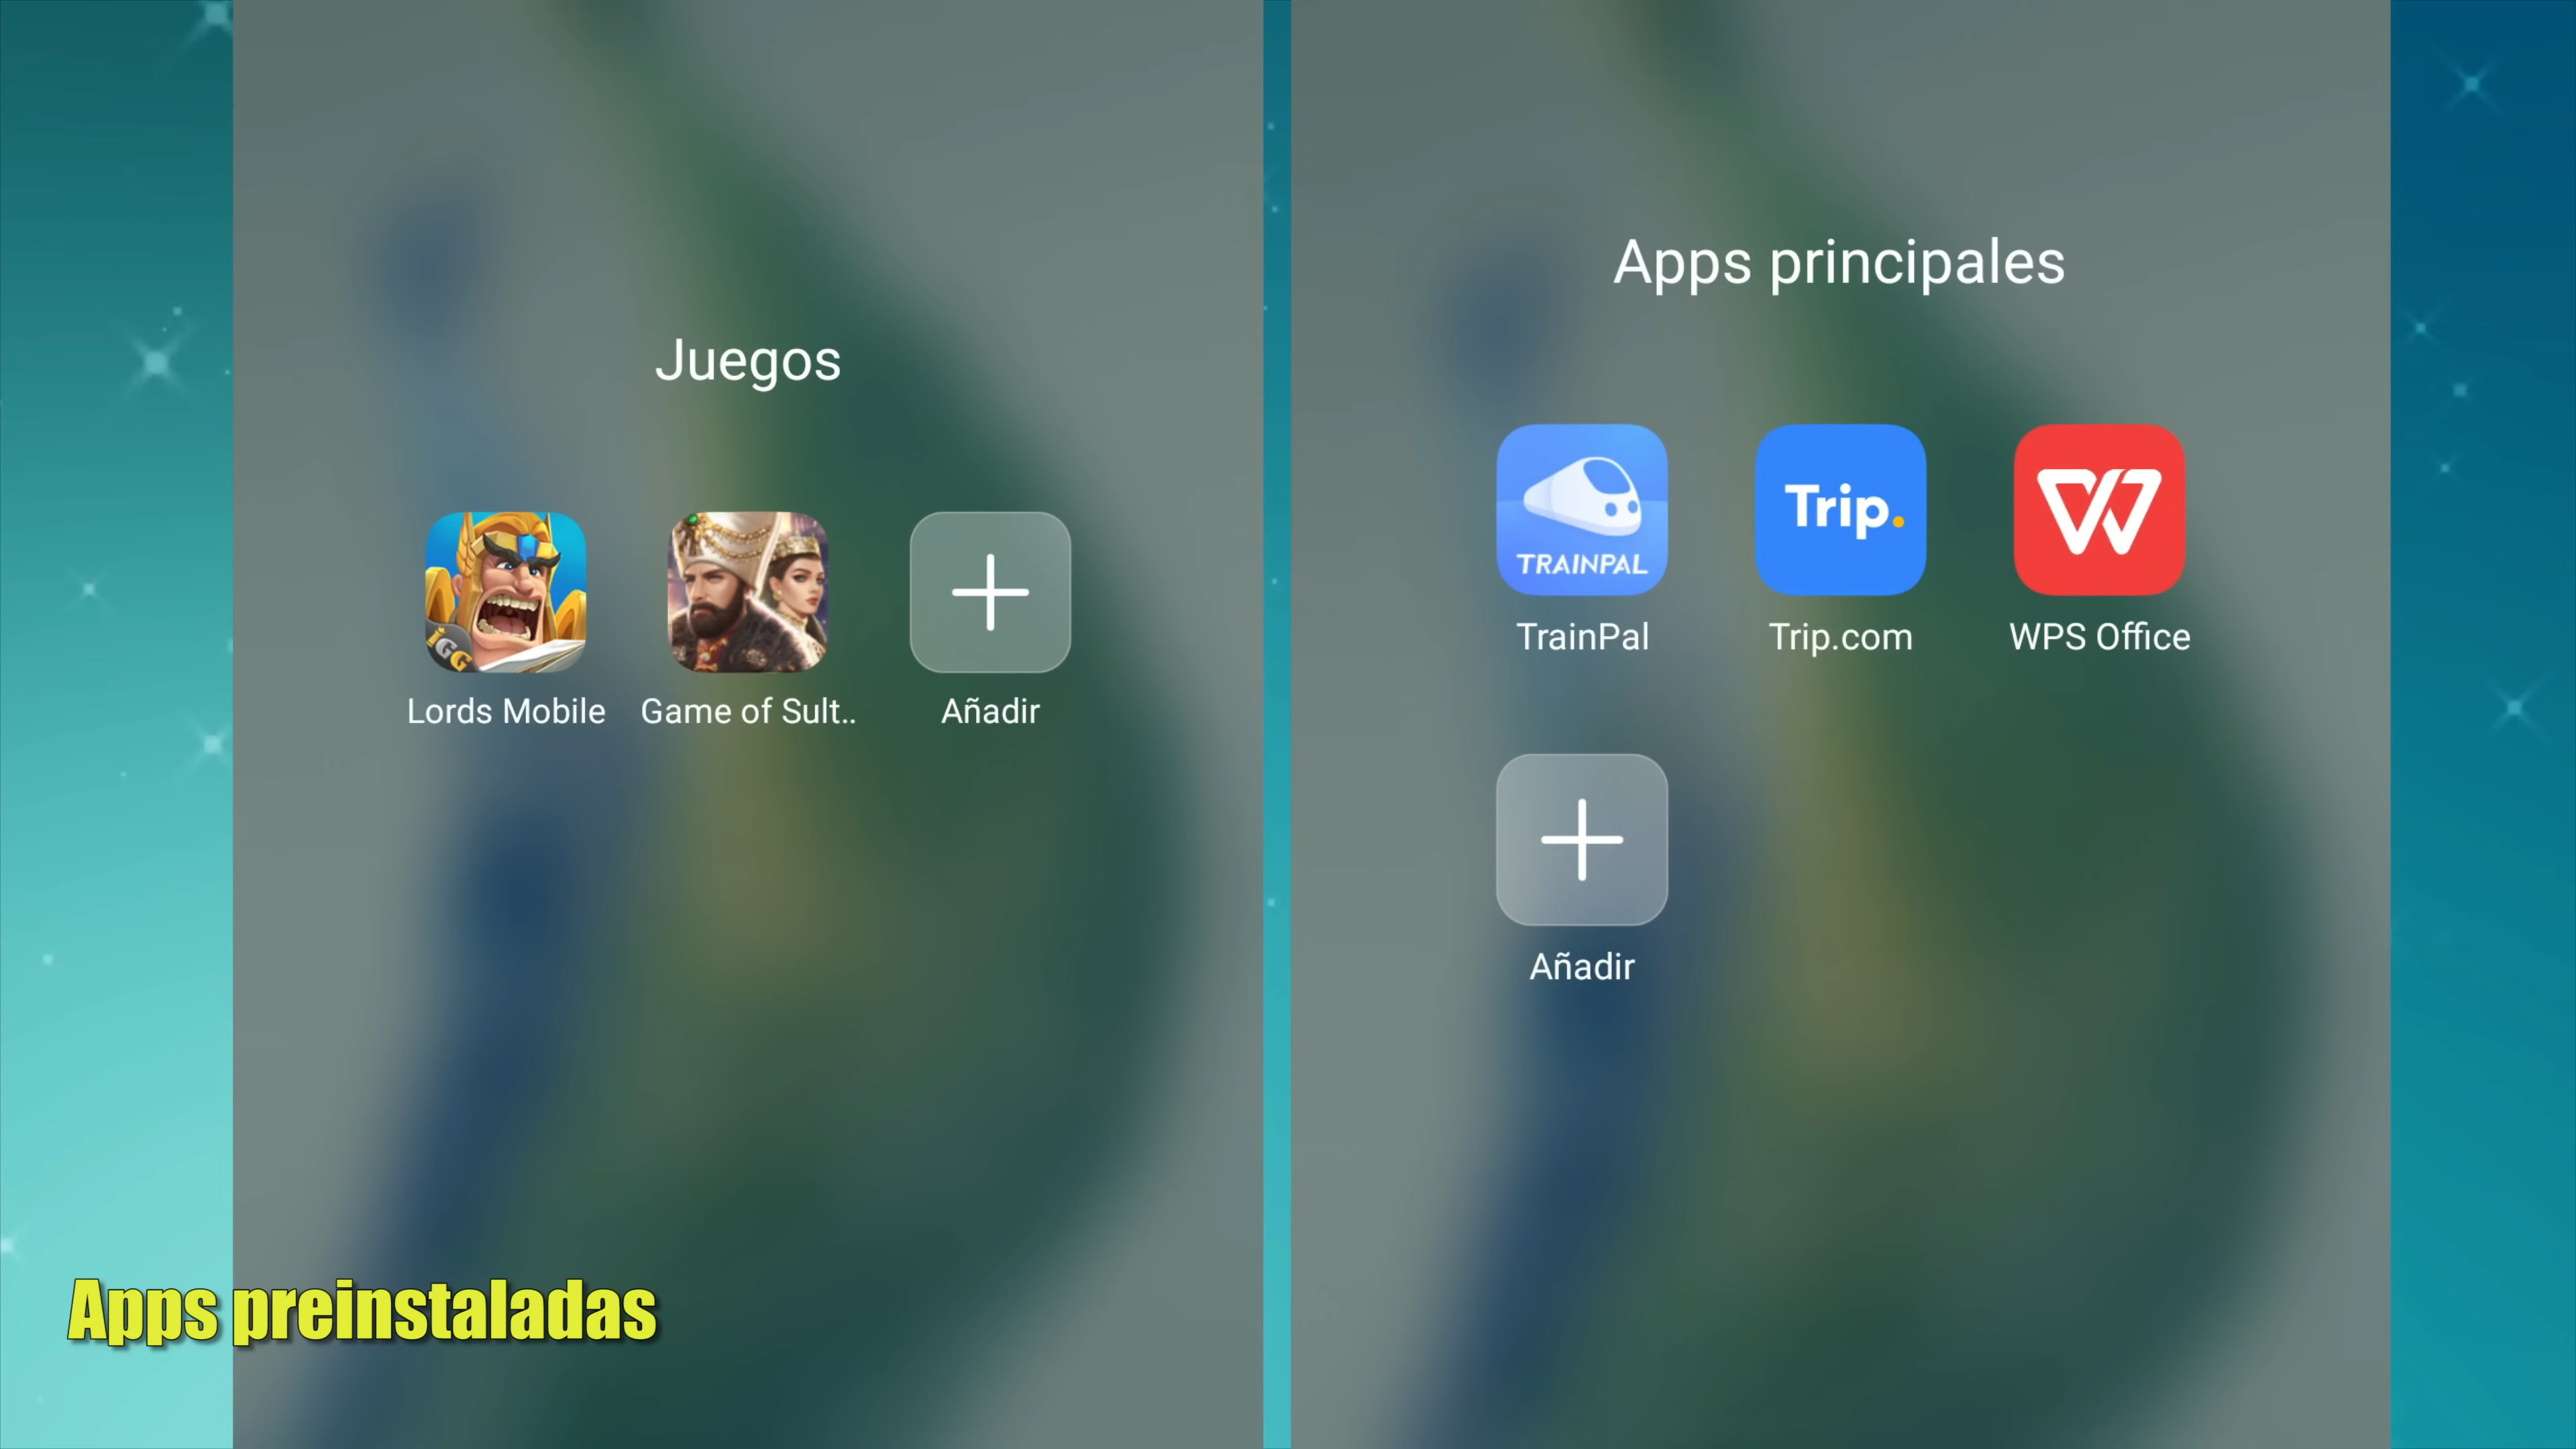 Juegos
IGG
Lords Mobile
Game of Sult..
Añadir
Apps principales
TRAINPAL
Trip.
W
TrainPal
Trip.com
WPS Office
Añadir
Apps preinstaladas